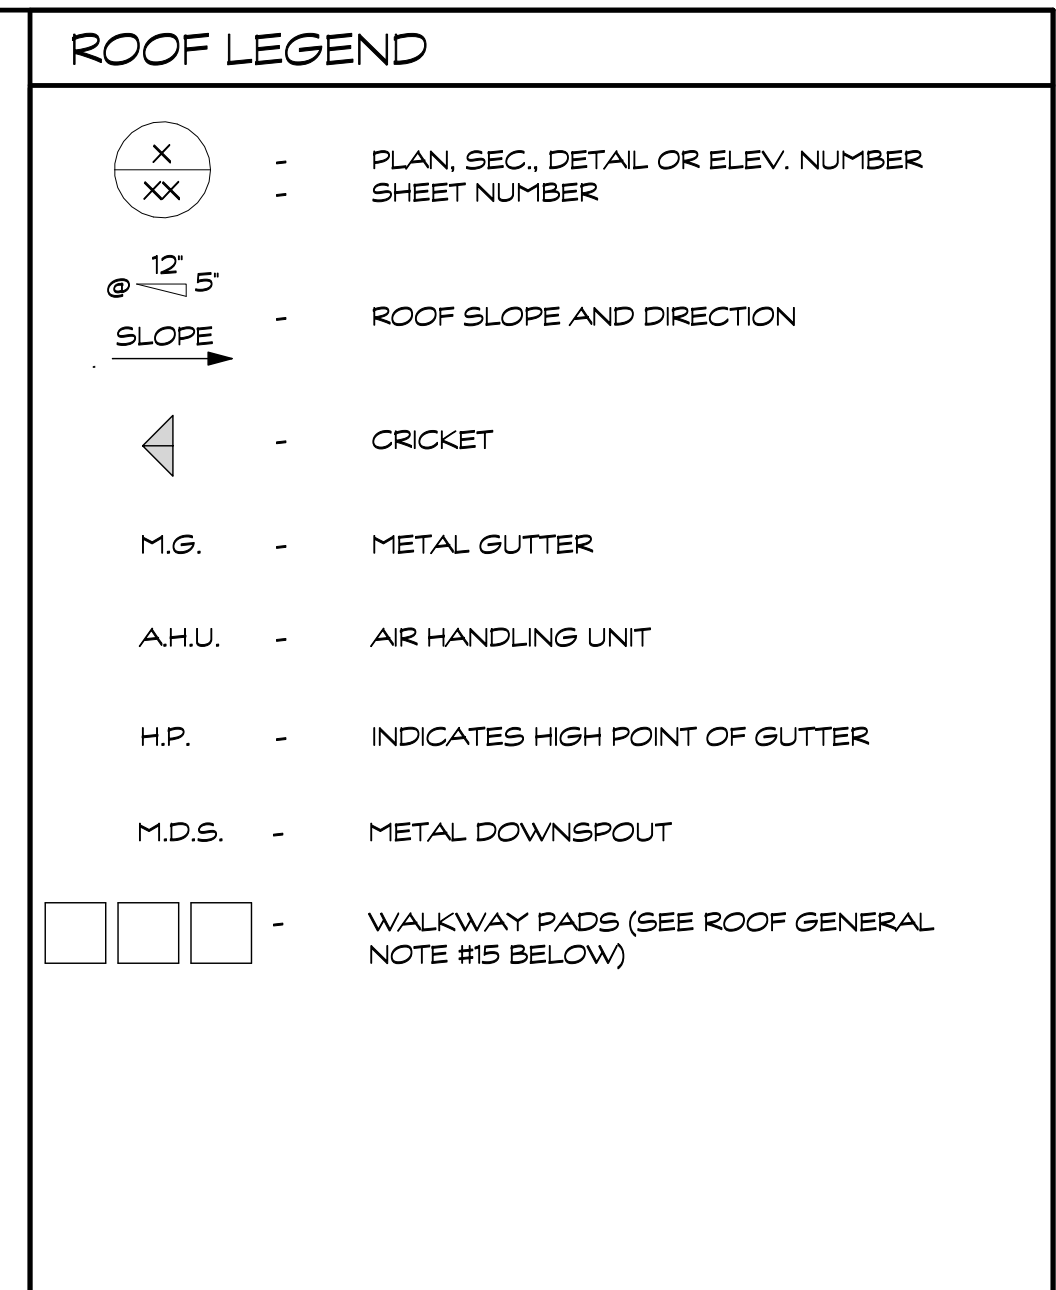 ROOF LEGEND
X - PLAN, SEC., DETAIL OR ELEV. NUMBER
XX - SHEET NUMBER
12"
@ 5"
SLOPE - ROOF SLOPE AND DIRECTION
- CRICKET
M.G. - METAL GUTTER
A.H.U. - AIR HANDLING UNIT
H.P. - INDICATES HIGH POINT OF GUTTER
M.D.S. - METAL DOWNSPOUT
- WALKWAY PADS (SEE ROOF GENERAL
NOTE #15 BELOW)